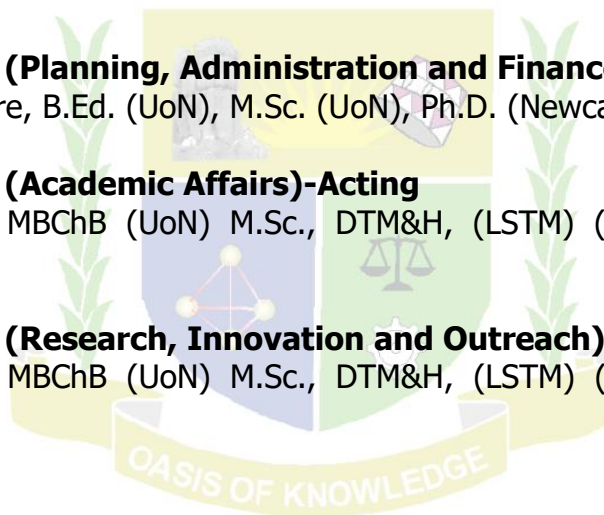 (Planning, Administration and Finance
re, B.Ed. (UoN), M.Sc. (UoN), Ph.D. (Newca
(Academic Affairs)-Acting
MBChB (UoN) M.Sc., DTM&H, (LSTM) (
(Research, Innovation and Outreach)
MBChB (UoN) M.Sc., DTM&H, (LSTM) (
OASIS OF KNOWLEDGE